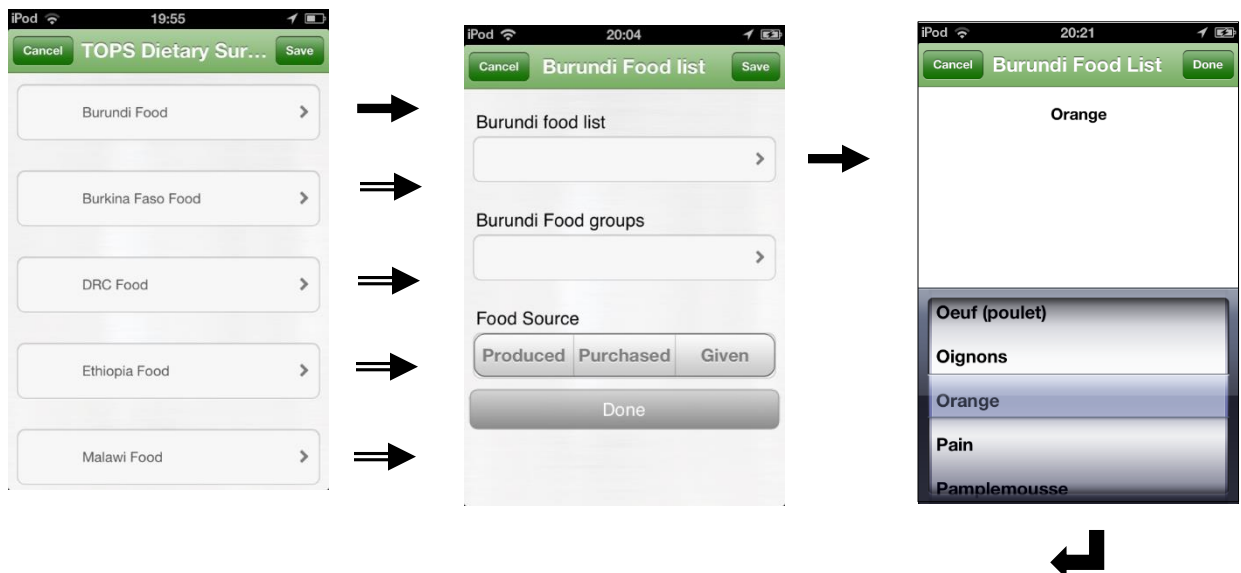 iPod 19:55
Cancel TOPS Dietary Sur... Save
Burundi Food
Burkina Faso Food
DRC Food
Ethiopia Food
Malawi Food
iPod 20:04
Cancel Burundi Food list Save
Burundi food list
Burundi Food groups
Food Source
Produced Purchased Given
Done
iPod 20:21
Cancel Burundi Food List Done
Orange
Oeuf (poulet)
Oignons
Orange
Pain
Pamplemousse